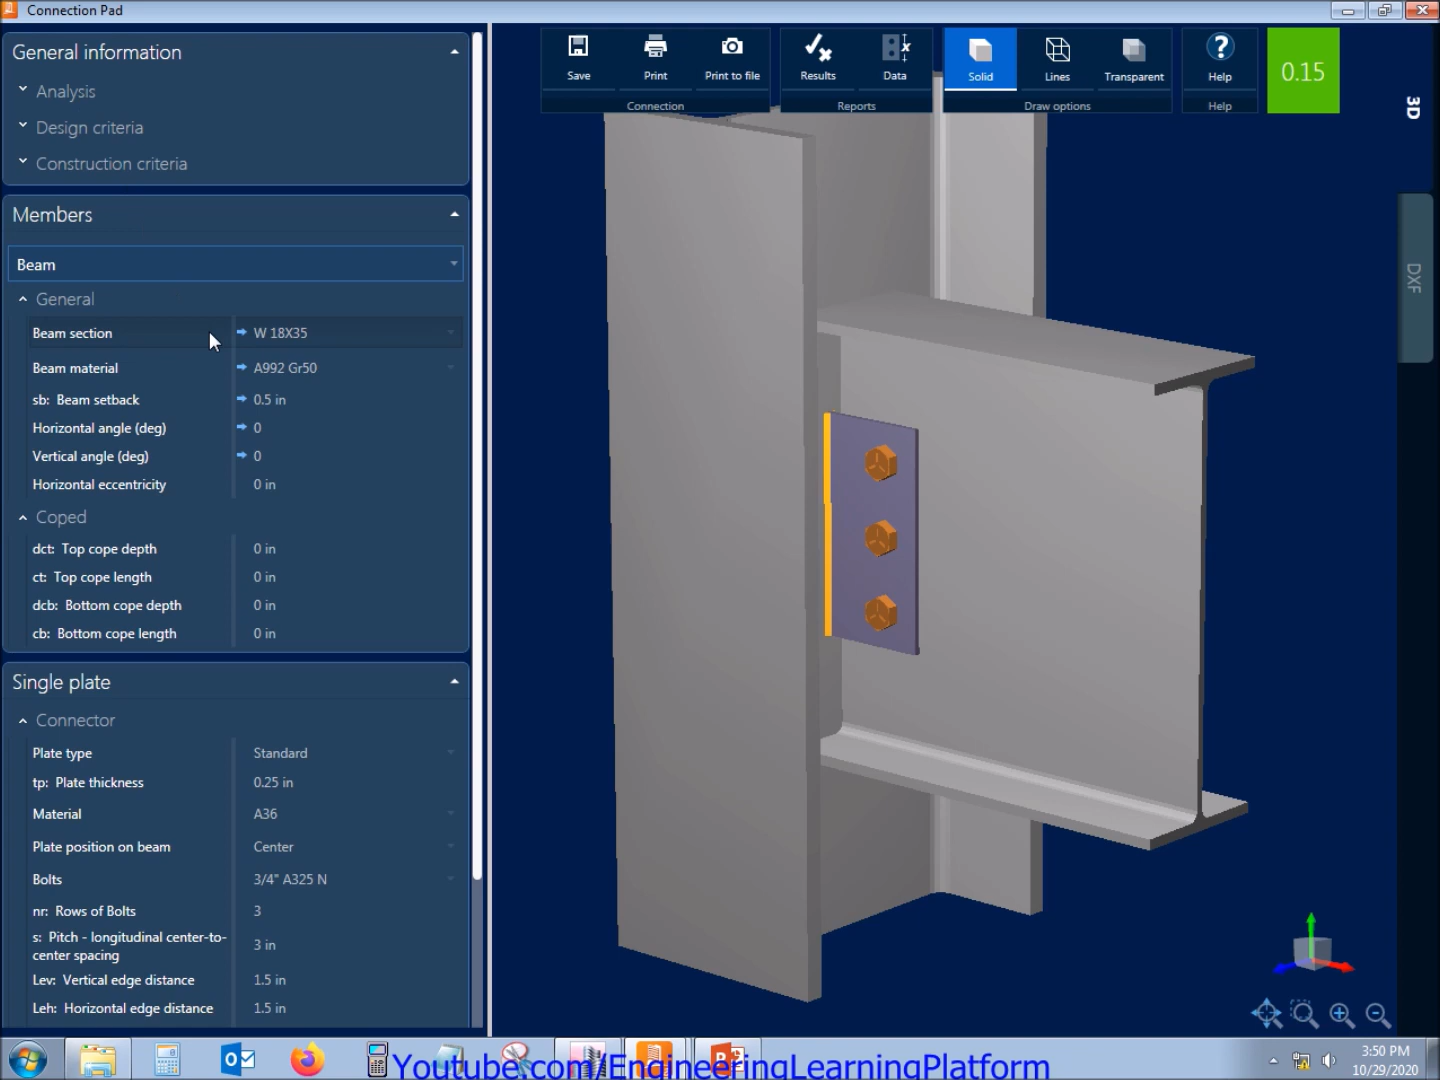 Connection Pad
General information
Analysis
Design criteria
Construction criteria
Members
Beam
General
Beam section W 18X35
Beam material A992 Gr50
sb: Beam setback 0.5 in
Horizontal angle (deg) 0
Vertical angle (deg) 0
Horizontal eccentricity 0 in
Coped
dct: Top cope depth 0 in
ct: Top cope length 0 in
dcb: Bottom cope depth 0 in
cb: Bottom cope length 0 in
Single plate
Connector
Plate type Standard
tp: Plate thickness 0.25 in
Material A36
Plate position on beam Center
Bolts 3/4" A325 N
nr: Rows of Bolts 3
s: Pitch - longitudinal center-to-
center spacing 3 in
Lev: Vertical edge distance 1.5 in
Leh: Horizontal edge distance 1.5 in
Save Print Print to file Results Data Solid Lines Transparent Help 0.15
Connection Reports Draw options Help
3D
DXF
Youtube.com/EngineeringLearningPlatform
3:50 PM
10/29/2020